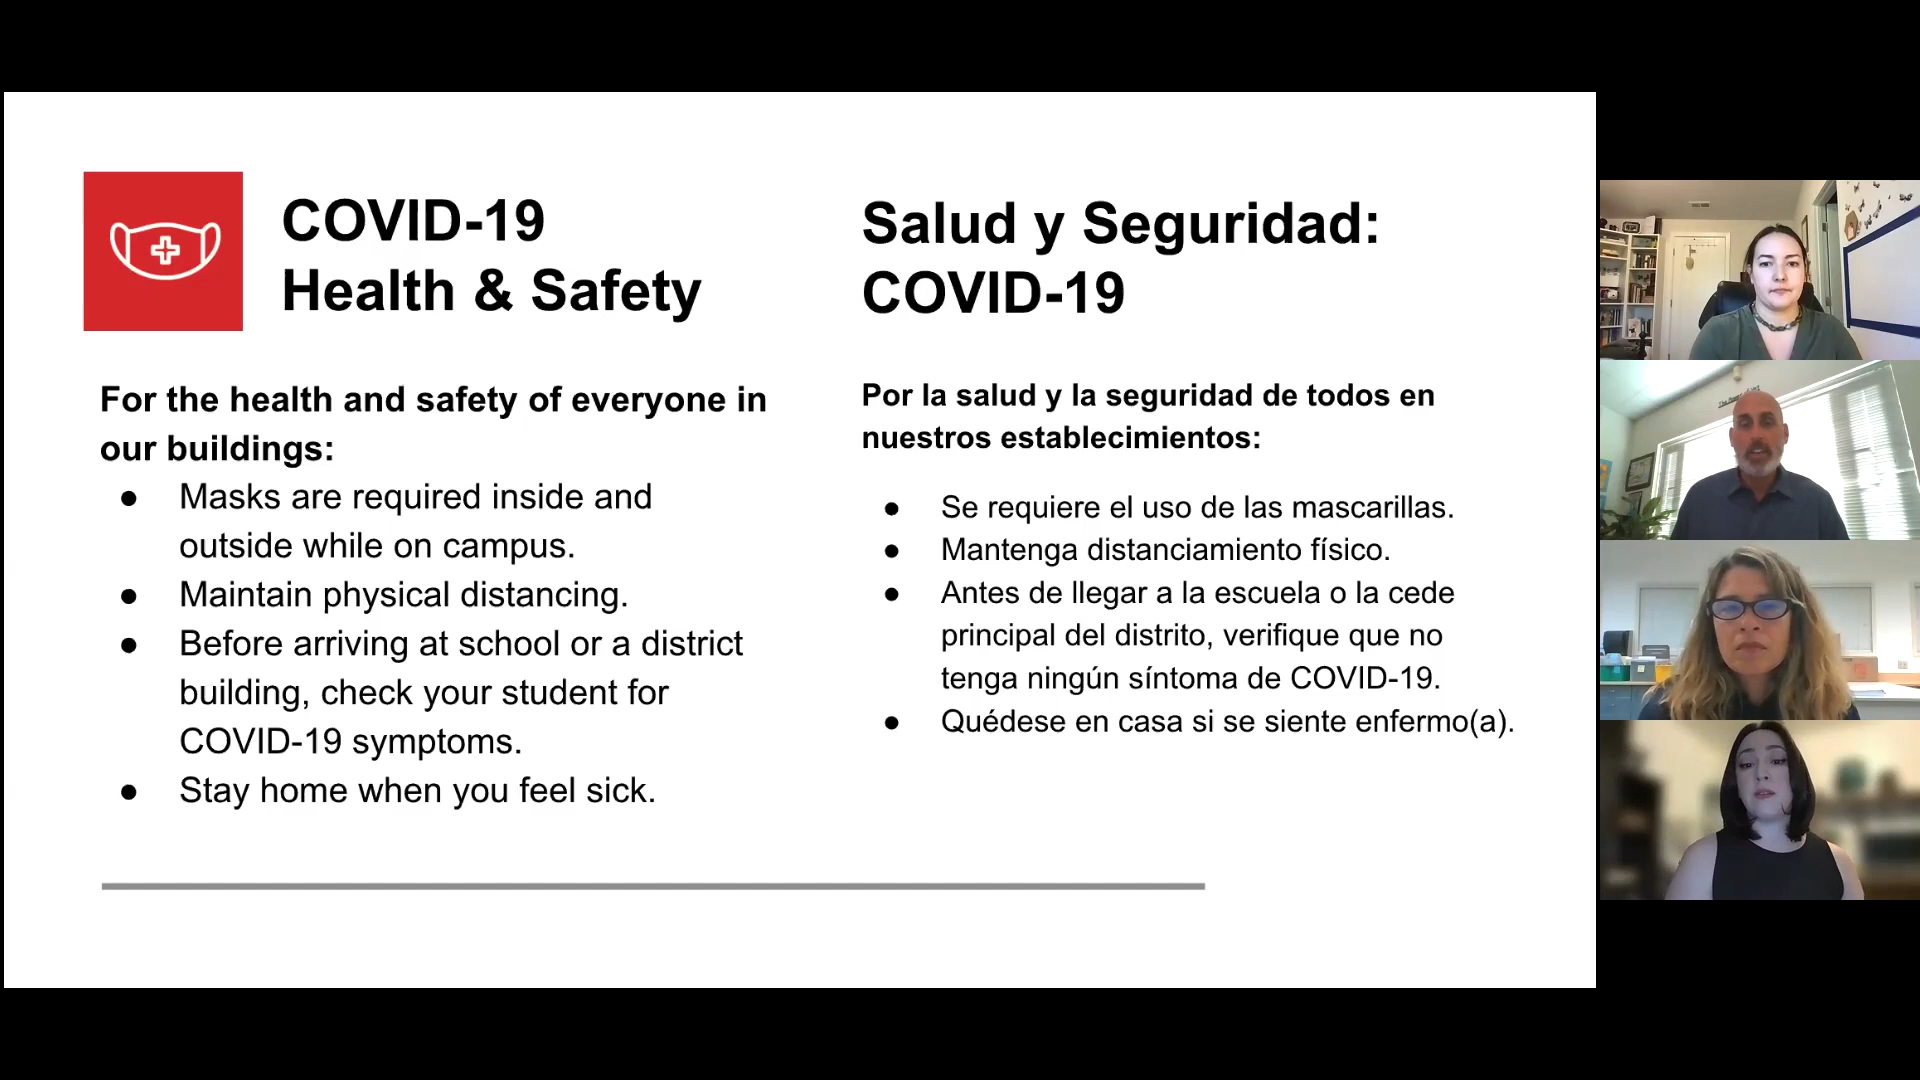 COVID-19
Health & Safety
For the health and safety of everyone in
our buildings:
● Masks are required inside and
outside while on campus.
● Maintain physical distancing.
● Before arriving at school or a district
building, check your student for
COVID-19 symptoms.
● Stay home when you feel sick.
Salud y Seguridad:
COVID-19
Por la salud y la seguridad de todos en
nuestros establecimientos:
● Se requiere el uso de las mascarillas.
● Mantenga distanciamiento físico.
● Antes de llegar a la escuela o la cede
principal del distrito, verifique que no
tenga ningún síntoma de COVID-19.
● Quédese en casa si se siente enfermo(a).